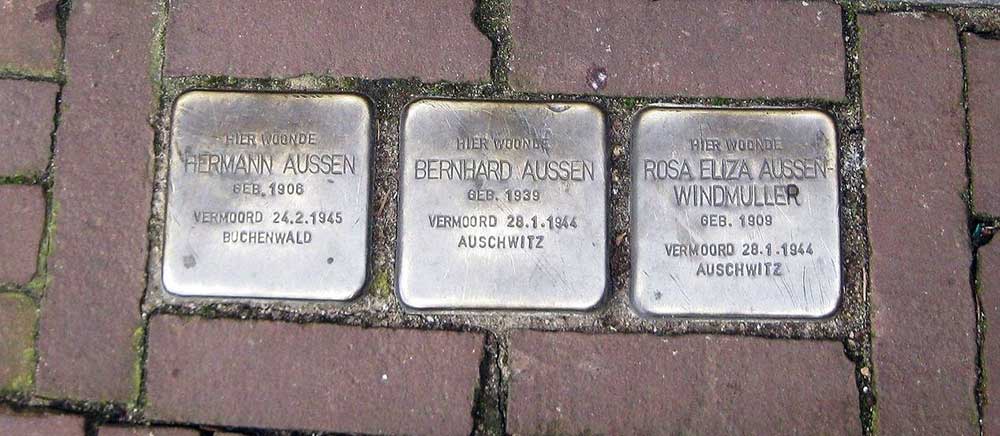 HIER WOONDE
HERMANN AUSSEN
GEB. 1906
VERMOORD 24.2.1945
BUCHENWALD
HIER WOONDE
BERNHARD AUSSEN
GEB. 1939
VERMOORD 28.1.1944
AUSCHWITZ
HIER WOONDE
ROSA ELIZA AUSSEN-
WINDMULLER
GEB. 1909
VERMOORD 28.1.1944
AUSCHWITZ